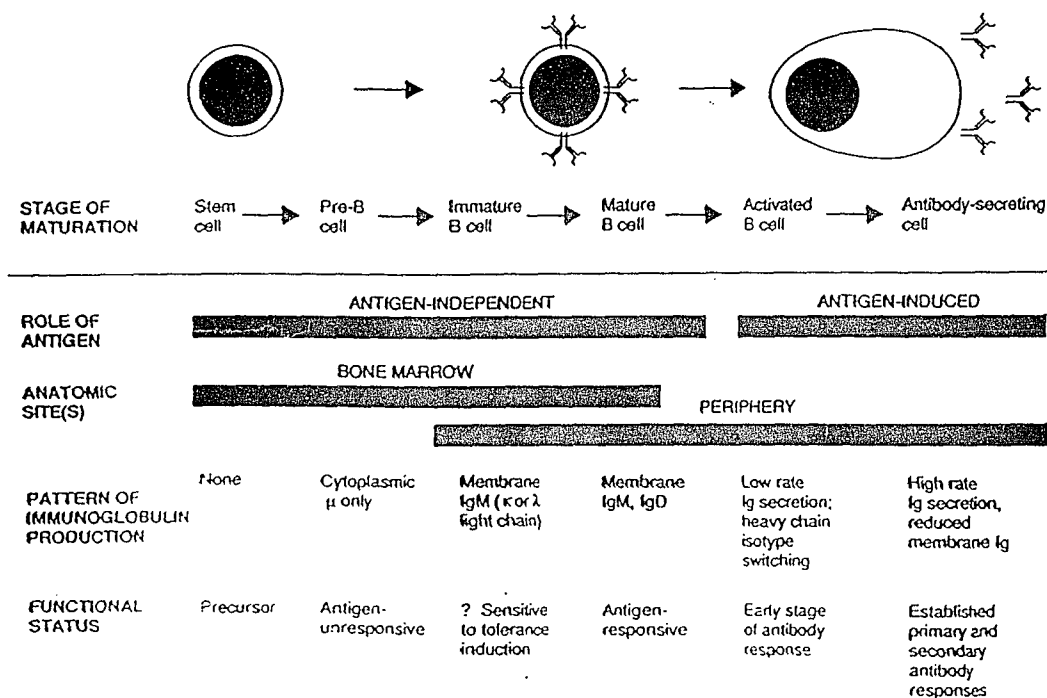 STAGE OF MATURATION
Stem cell
Pre-B cell
Immature B cell
Mature B cell
Activated B cell
Antibody-secreting cell
ROLE OF ANTIGEN
ANTIGEN-INDEPENDENT
ANTIGEN-INDUCED
ANATOMIC SITE(S)
BONE MARROW
PERIPHERY
PATTERN OF
IMMUNOGLOBULIN
PRODUCTION
None
Cytoplasmic
μ only
Membrane
IgM (κ or λ
light chain)
Membrane
IgM, IgD
Low rate
Ig secretion;
heavy chain
isotype
switching
High rate
Ig secretion,
reduced
membrane Ig
FUNCTIONAL
STATUS
Precursor
Antigen-
unresponsive
? Sensitive
to tolerance
induction
Antigen-
responsive
Early stage
of antibody
response
Established
primary and
secondary
antibody
responses